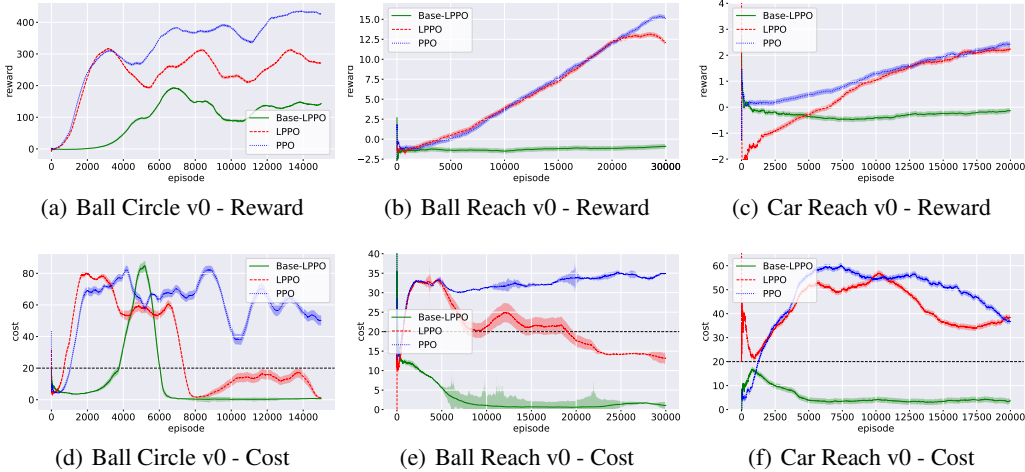 400
300
200
100
0
reward
Base-LPPO
LPPO
PPO
0 2000 4000 6000 8000 10000 12000 14000
episode
(a) Ball Circle v0 - Reward
15.0
12.5
10.0
7.5
5.0
2.5
0.0
−2.5
reward
Base-LPPO
LPPO
PPO
0 5000 10000 15000 20000 25000 30000
episode
(b) Ball Reach v0 - Reward
4
3
2
1
0
−1
−2
reward
Base-LPPO
LPPO
PPO
0 2500 5000 7500 10000 12500 15000 17500 20000
episode
(c) Car Reach v0 - Reward
80
60
40
20
0
cost
Base-LPPO
LPPO
PPO
0 2000 4000 6000 8000 10000 12000 14000
episode
(d) Ball Circle v0 - Cost
40
35
30
25
20
15
10
5
0
cost
Base-LPPO
LPPO
PPO
0 5000 10000 15000 20000 25000 30000
episode
(e) Ball Reach v0 - Cost
60
50
40
30
20
10
0
cost
Base-LPPO
LPPO
PPO
0 2500 5000 7500 10000 12500 15000 17500 20000
episode
(f) Car Reach v0 - Cost